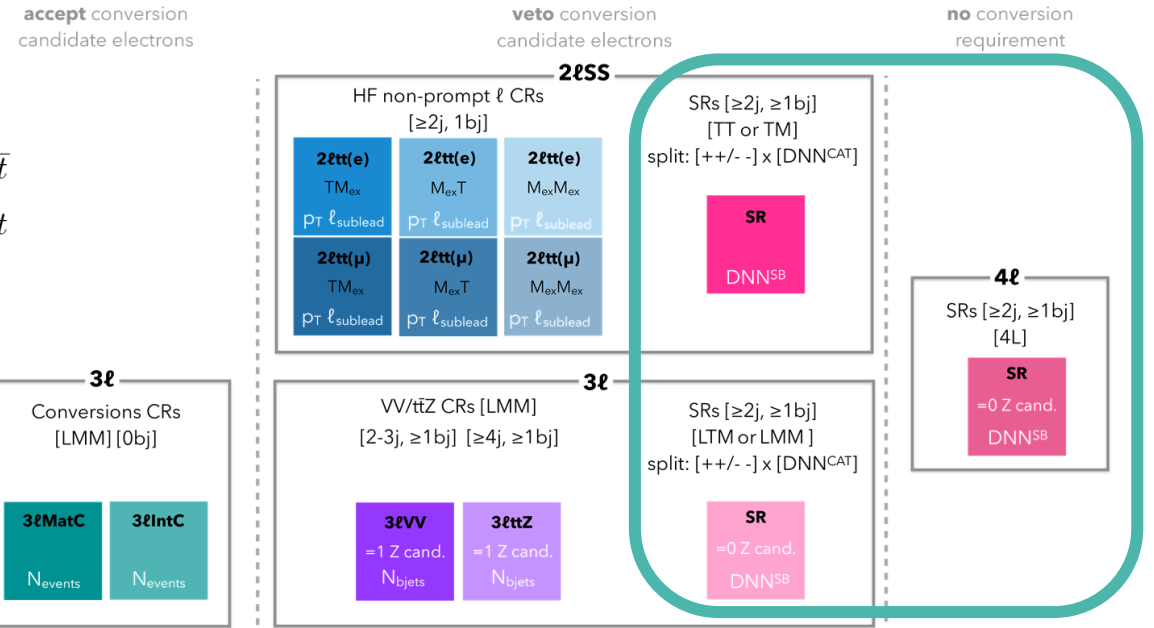 accept conversion
candidate electrons
veto conversion
candidate electrons
no conversion
requirement
t̅
t
2ℓSS
HF non-prompt ℓ CRs
[≥2j, 1bj]
2ℓtt(e)
TMex
pT ℓsublead
2ℓtt(e)
MexT
pT ℓsublead
2ℓtt(e)
MexMex
pT ℓsublead
2ℓtt(μ)
TMex
pT ℓsublead
2ℓtt(μ)
MexT
pT ℓsublead
2ℓtt(μ)
MexMex
pT ℓsublead
SRs [≥2j, ≥1bj]
[TT or TM]
split: [++/- -] x [DNNCAT]
SR
DNNSB
4ℓ
SRs [≥2j, ≥1bj]
[4L]
SR
=0 Z cand.
DNNSB
3ℓ
Conversions CRs
[LMM] [0bj]
3ℓMatC
Nevents
3ℓIntC
Nevents
3ℓ
VV/tt̅Z CRs [LMM]
[2-3j, ≥1bj] [≥4j, ≥1bj]
3ℓVV
=1 Z cand.
Nbjets
3ℓttZ
=1 Z cand.
Nbjets
SRs [≥2j, ≥1bj]
[LTM or LMM ]
split: [++/- -] x [DNNCAT]
SR
=0 Z cand.
DNNSB